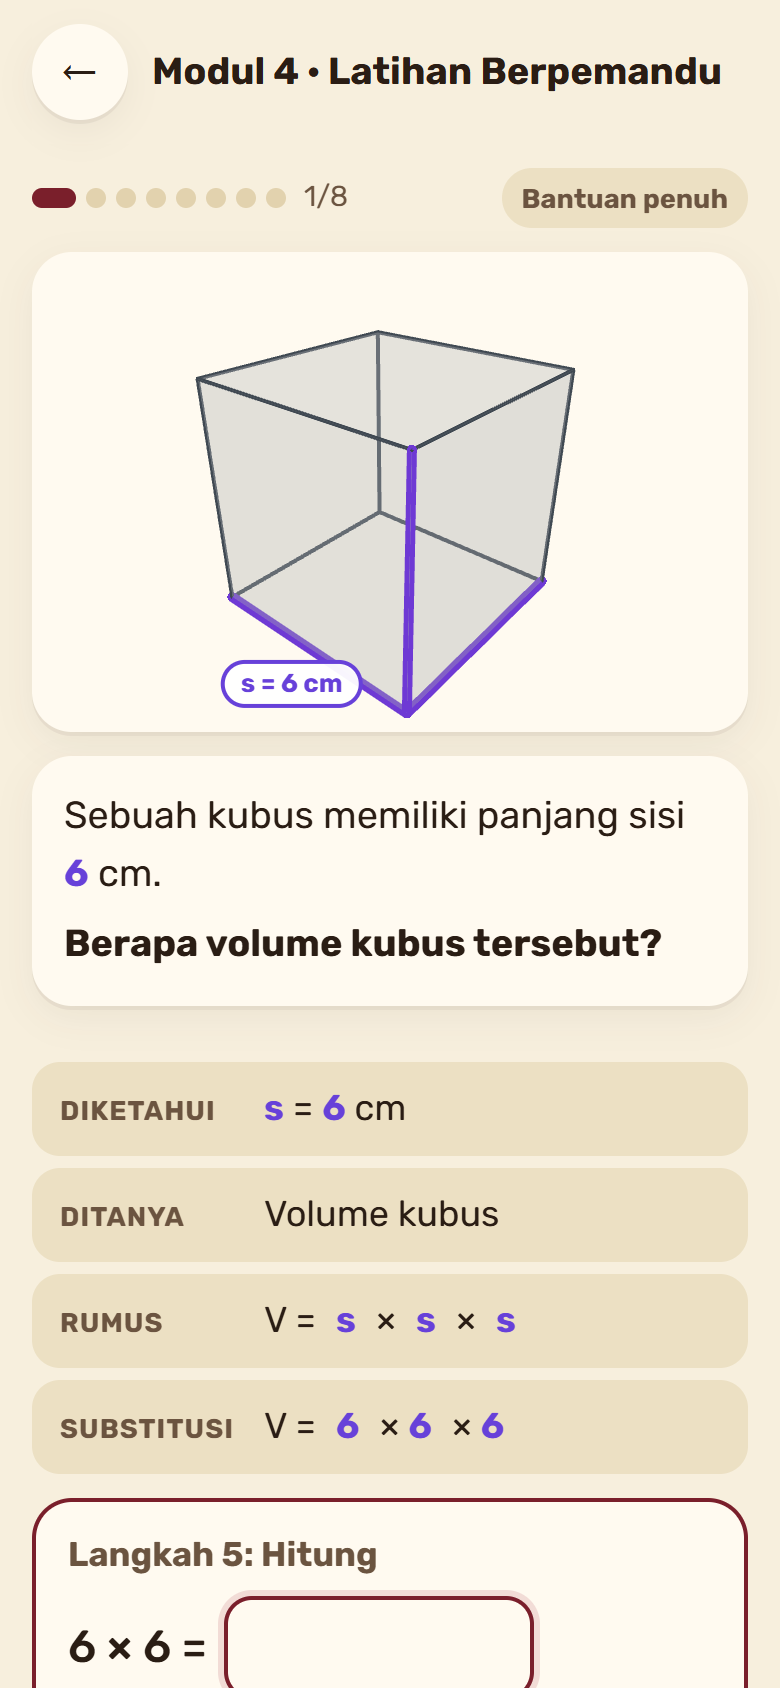 ← Modul 4 • Latihan Berpemandu
1/8 Bantuan penuh
s = 6 cm
Sebuah kubus memiliki panjang sisi
6 cm.
Berapa volume kubus tersebut?
DIKETAHUI s = 6 cm
DITANYA Volume kubus
RUMUS V = s × s × s
SUBSTITUSI V = 6 × 6 × 6
Langkah 5: Hitung
6 × 6 =